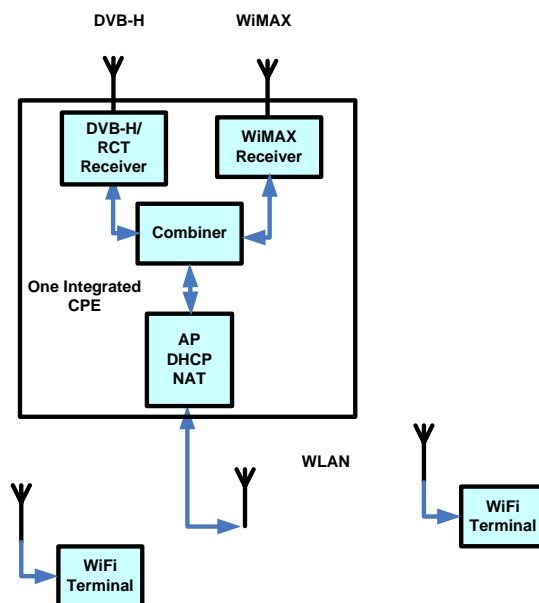 DVB-H
WiMAX
DVB-H/
RCT
Receiver
WiMAX
Receiver
Combiner
One Integrated
CPE
AP
DHCP
NAT
WLAN
WiFi
Terminal
WiFi
Terminal